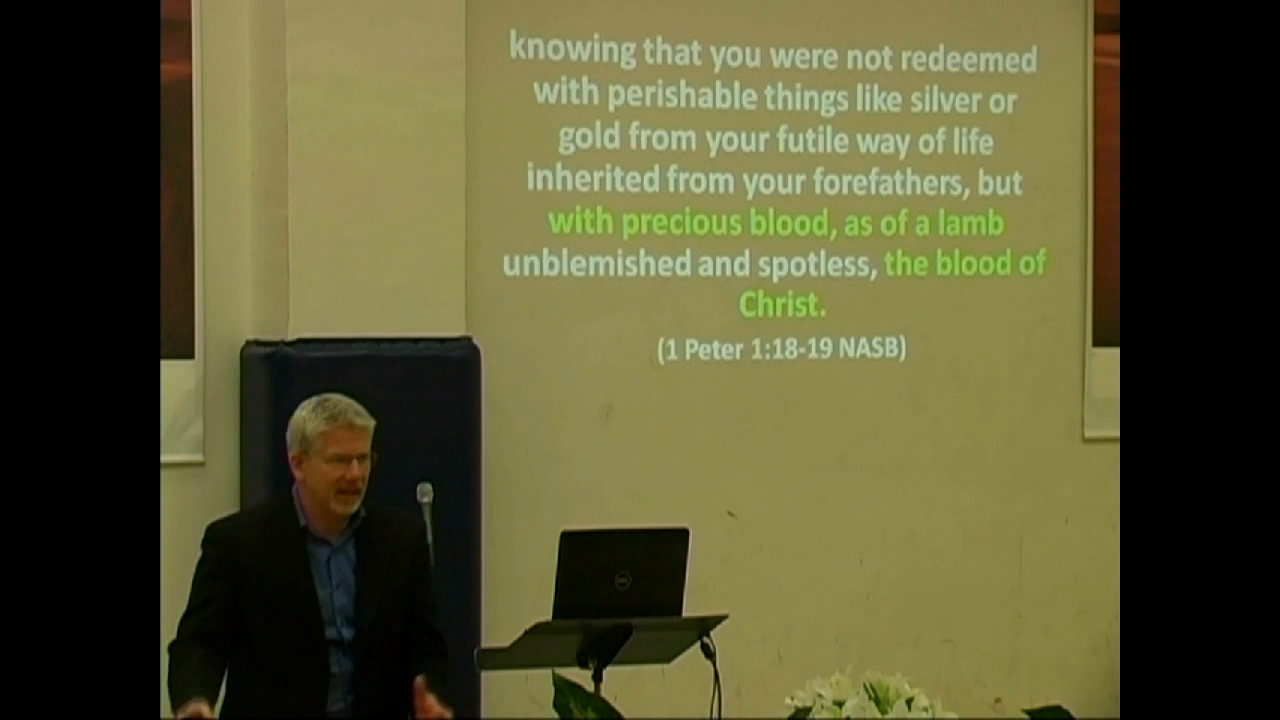 knowing that you were not redeemed
with perishable things like silver or
gold from your futile way of life
inherited from your forefathers, but
with precious blood, as of a lamb
unblemished and spotless, the blood of
Christ.
(1 Peter 1:18-19 NASB)
DELL